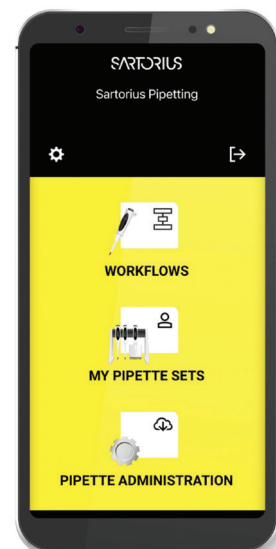 SARTORIUS
Sartorius Pipetting
WORKFLOWS
MY PIPETTE SETS
PIPETTE ADMINISTRATION